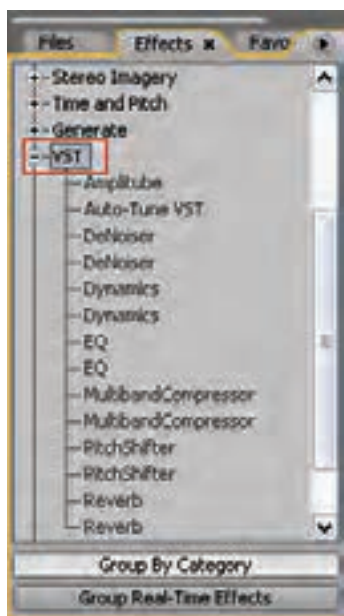 Files Effects x Favo
Stereo Imagery
Time and Pitch
Generate
VST
Amplitube
Auto-Tune VST
DeNoiser
DeNoiser
Dynamics
Dynamics
EQ
EQ
MultibandCompressor
MultibandCompressor
PitchShifter
PitchShifter
Reverb
Reverb
Group By Category
Group Real-Time Effects